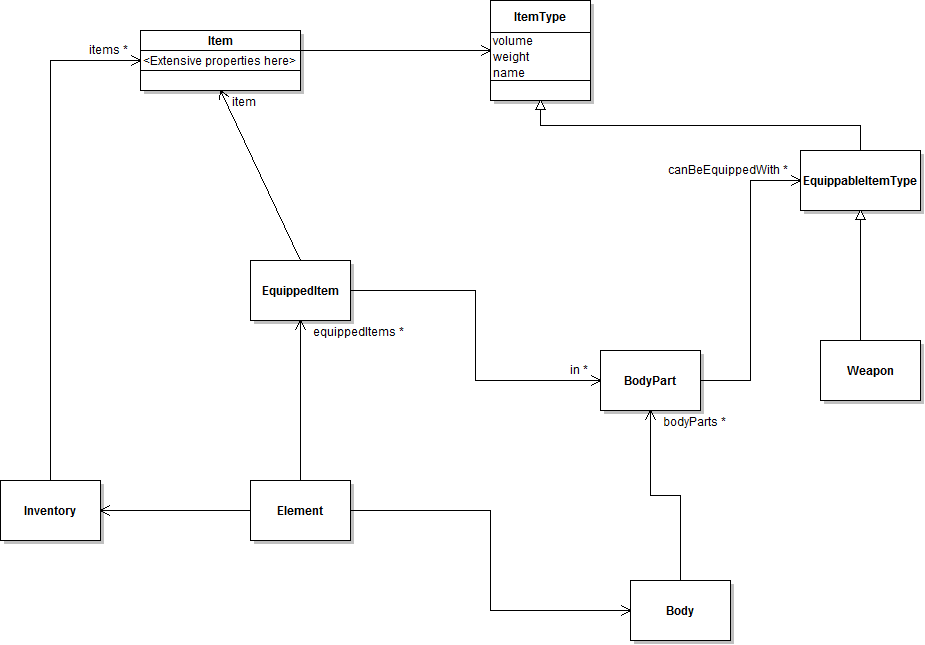 ItemType
volume
weight
name
Item
<Extensive properties here>
items *
item
canBeEquippedWith *
EquippableItemType
EquippedItem
equippedItems *
in *
BodyPart
bodyParts *
Weapon
Inventory
Element
Body